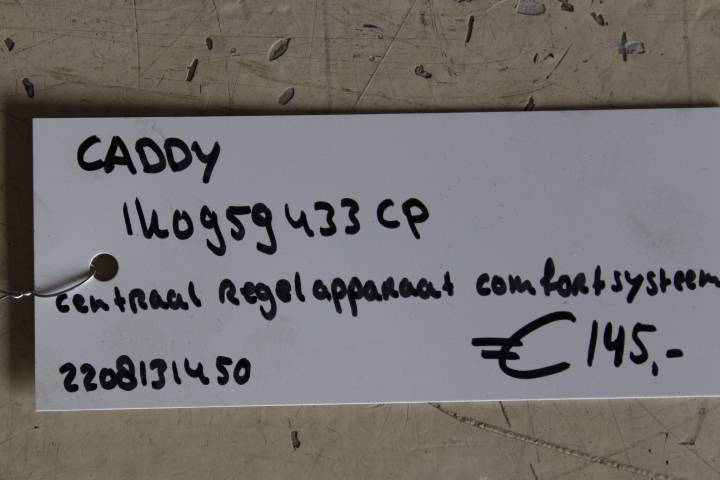 CADDY
1K0959433CP
centraal Regelapparaat comfortsysteem
€145,-
2208131450